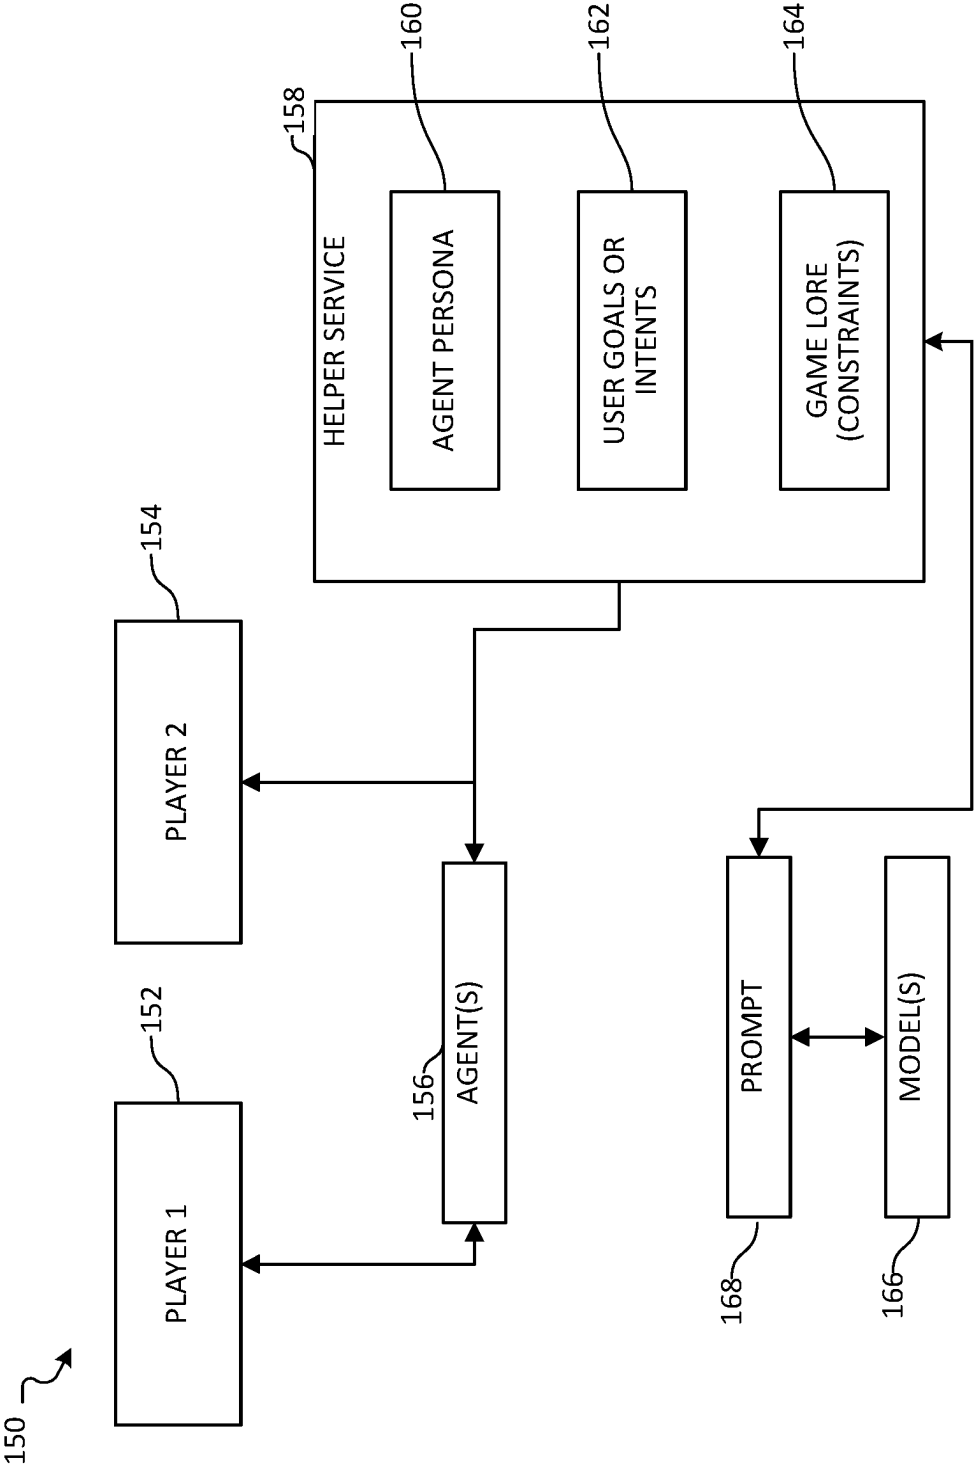 150
PLAYER 1
152
PLAYER 2
154
156
AGENT(S)
158
HELPER SERVICE
AGENT PERSONA
160
USER GOALS OR
INTENTS
162
GAME LORE
(CONSTRAINTS)
164
PROMPT
168
MODEL(S)
166